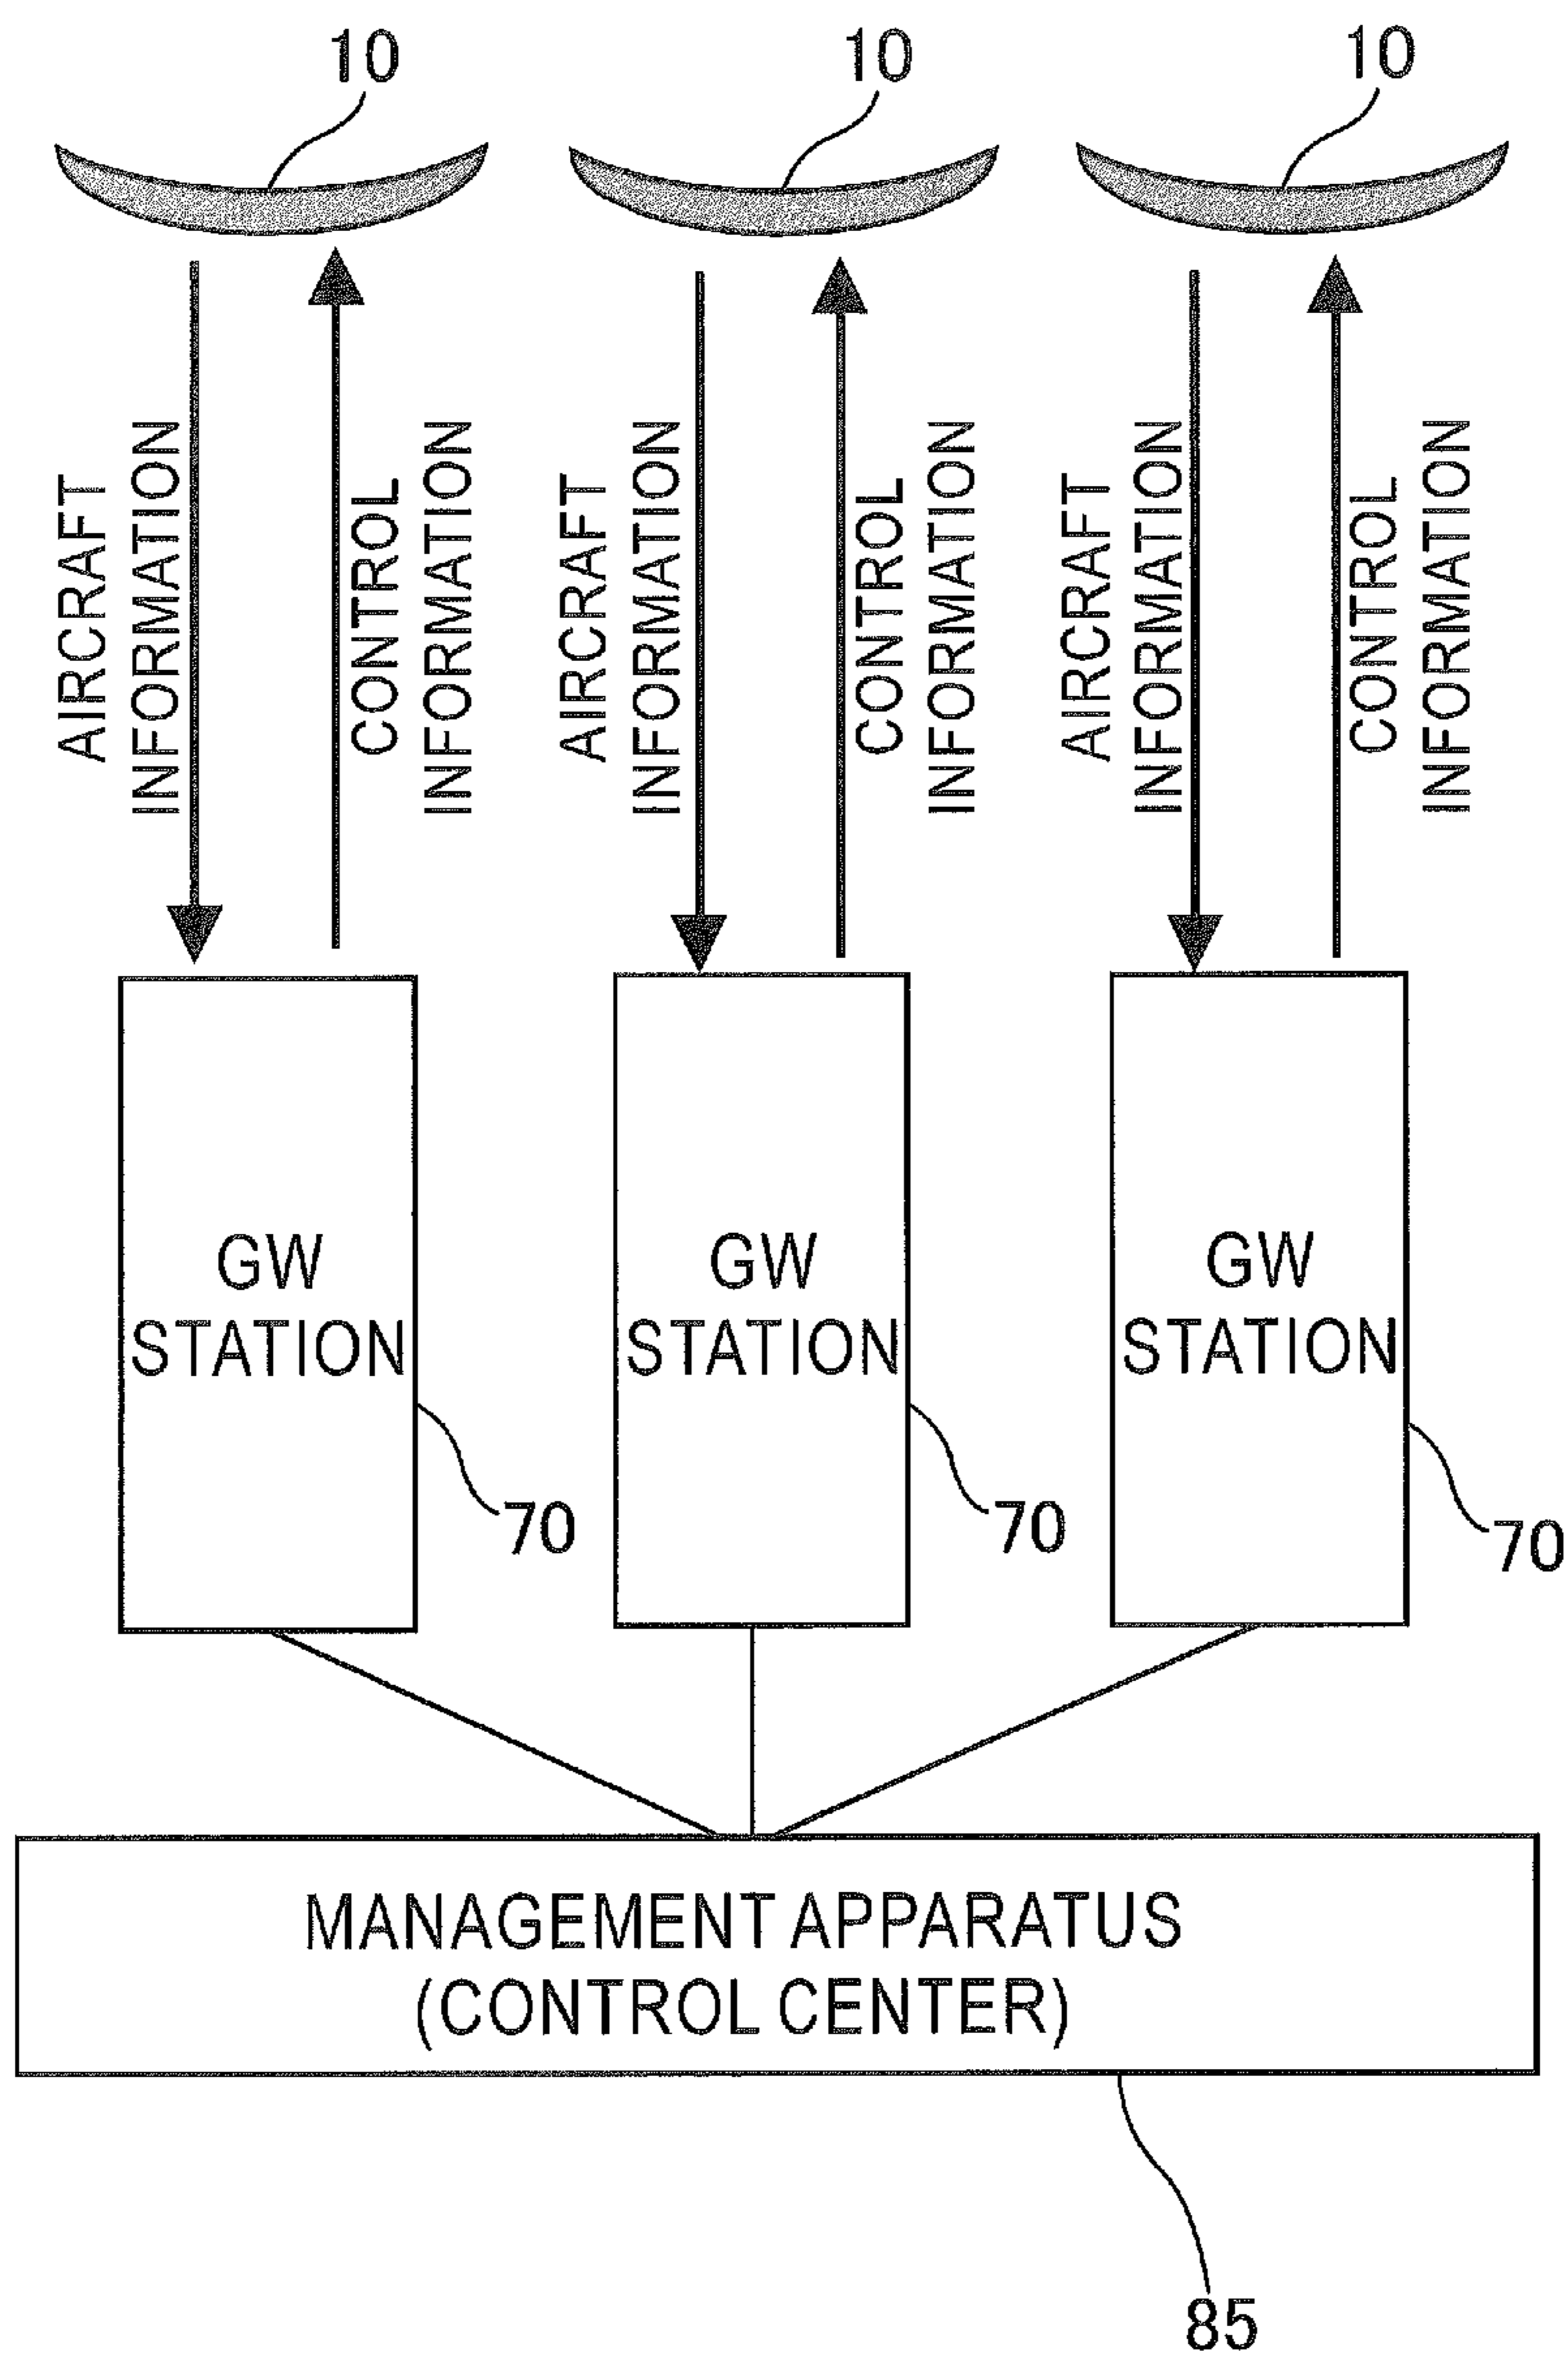 10
10
10
AIRCRAFT
INFORMATION
CONTROL
INFORMATION
AIRCRAFT
INFORMATION
CONTROL
INFORMATION
AIRCRAFT
INFORMATION
CONTROL
INFORMATION
GW
STATION
GW
STATION
GW
STATION
70
70
70
MANAGEMENT APPARATUS
(CONTROL CENTER)
85